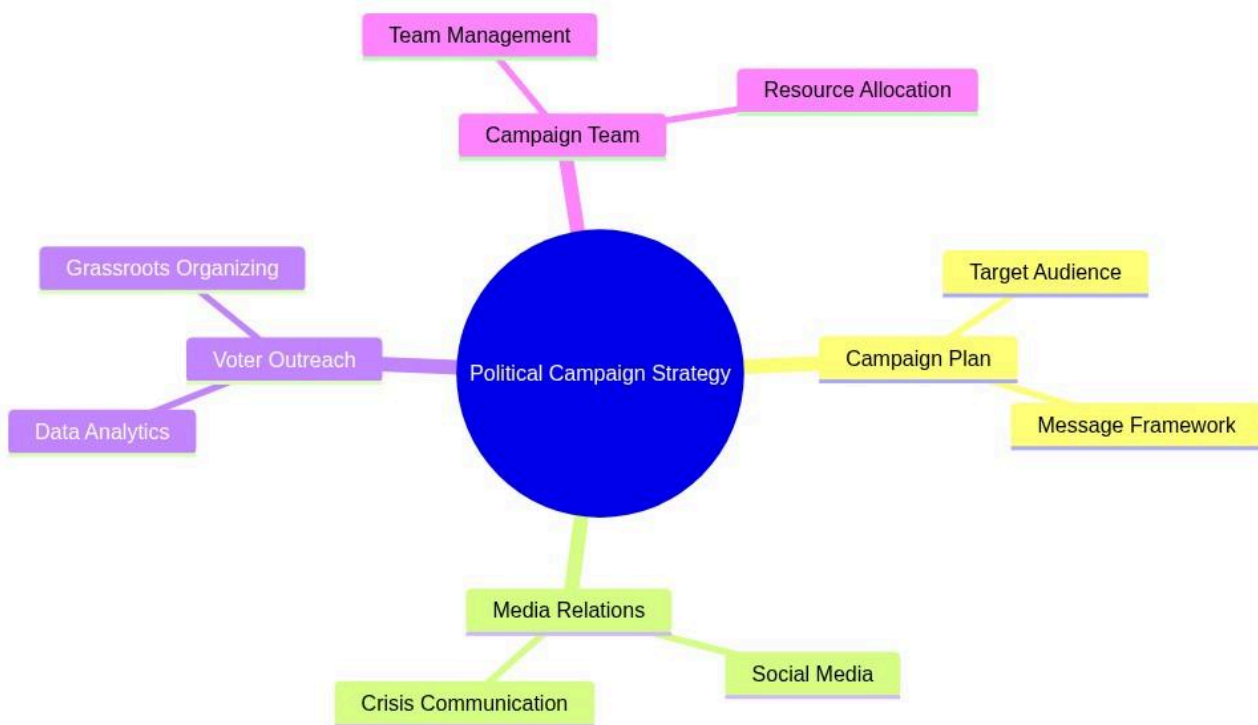 Team Management
Resource Allocation
Campaign Team
Grassroots Organizing
Target Audience
Voter Outreach
Political Campaign Strategy
Campaign Plan
Data Analytics
Message Framework
Media Relations
Social Media
Crisis Communication